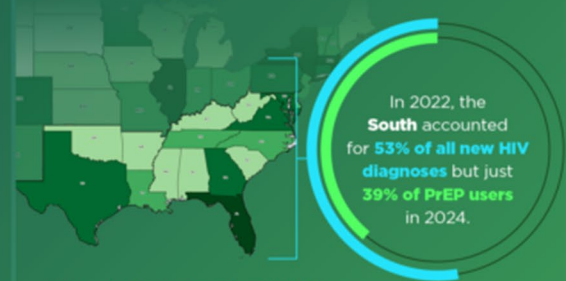 In 2022, the
South accounted
for 53% of all new HIV
diagnoses but just
39% of PrEP users
in 2024.